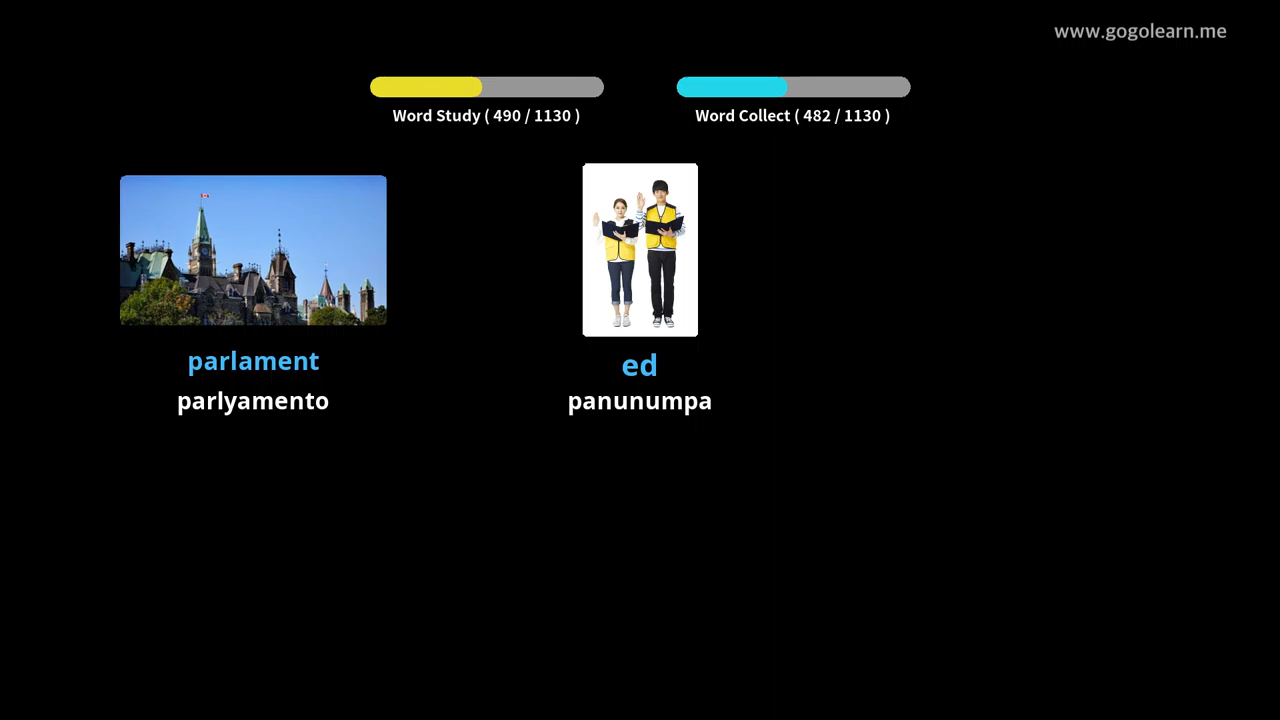 www.gogolearn.me
Word Study ( 490 / 1130 )
Word Collect ( 482 / 1130 )
parlament
parlyamento
ed
panunumpa